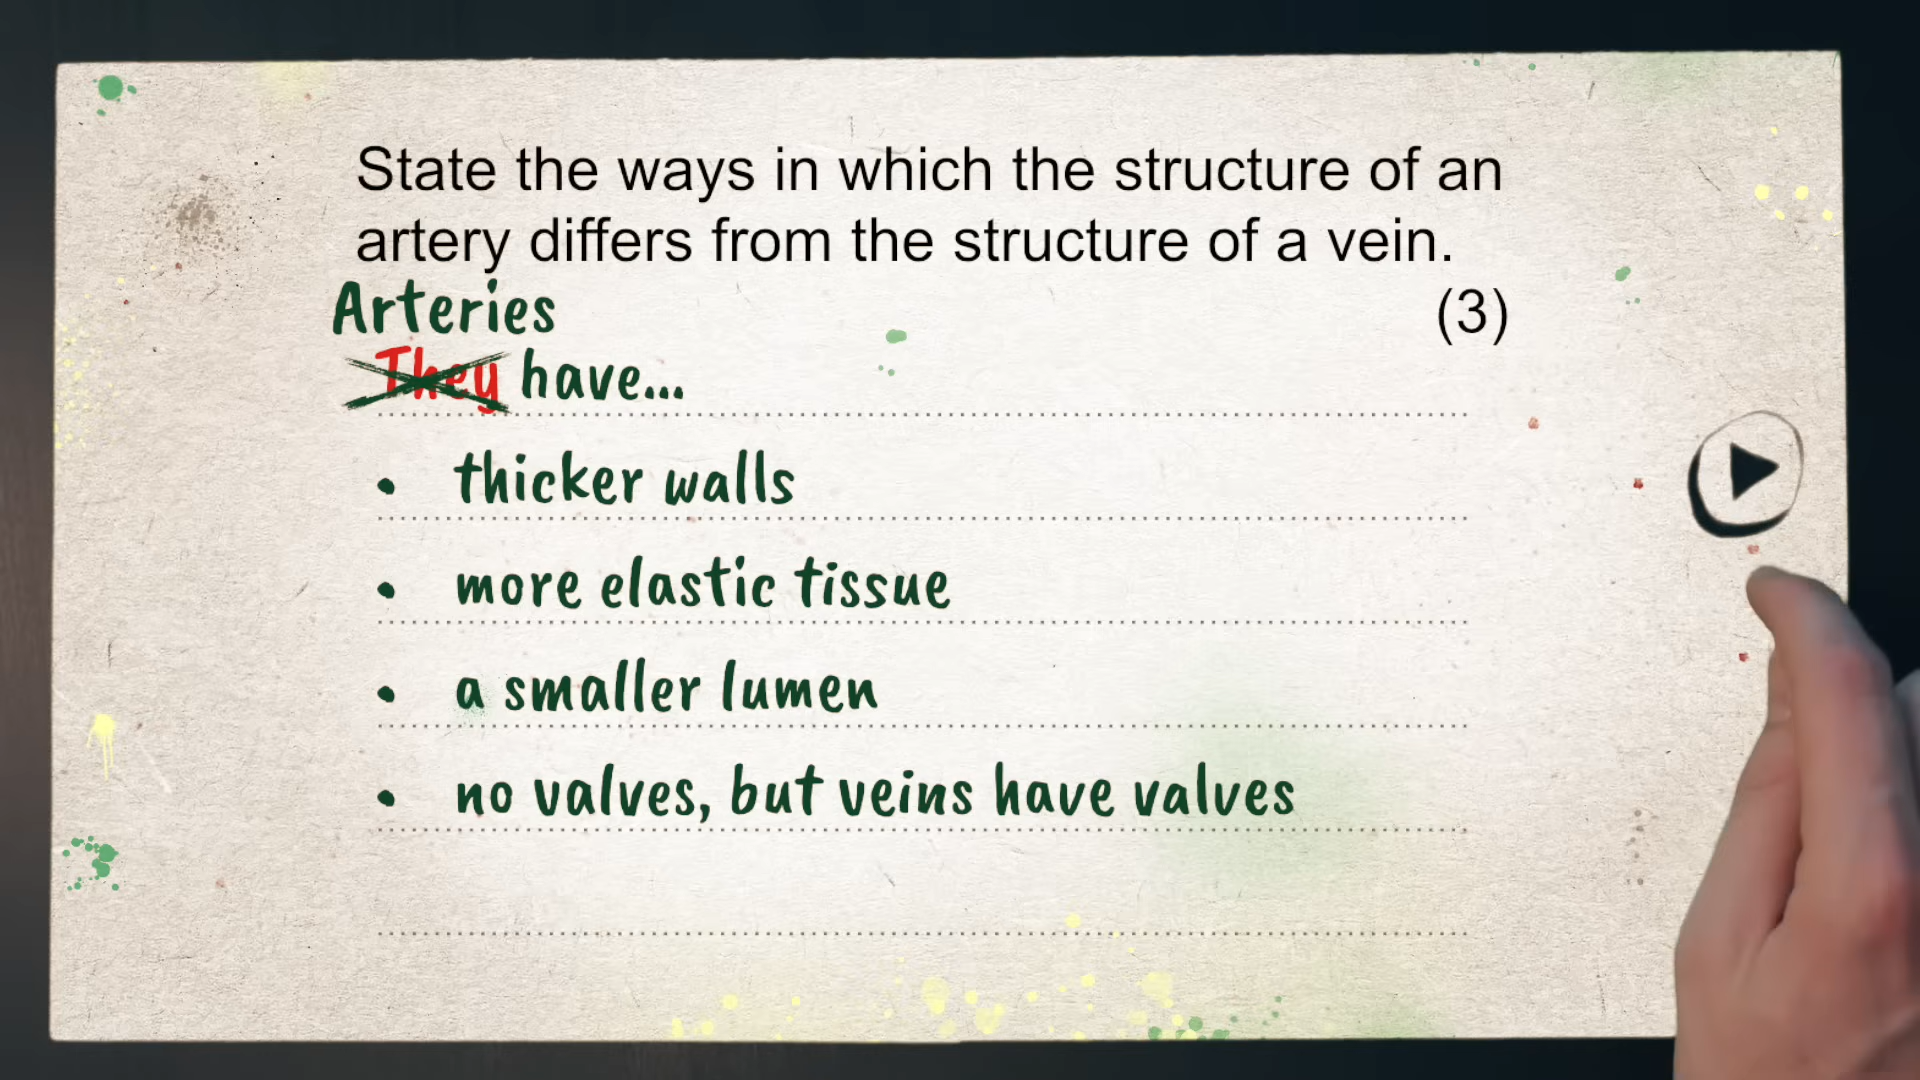 State the ways in which the structure of an
artery differs from the structure of a vein.
Arteries
(3)
They have...
• thicker walls
• more elastic tissue
• a smaller lumen
• no valves, but veins have valves